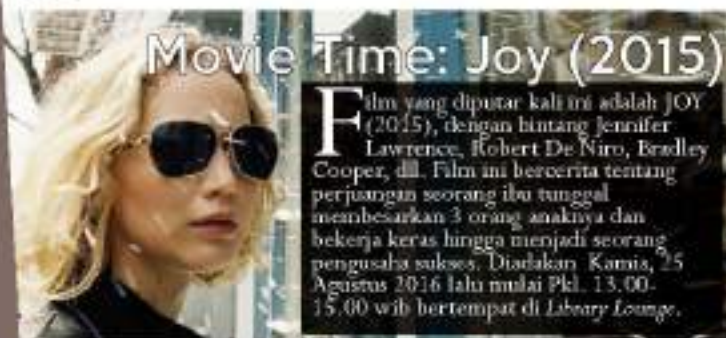 Movie Time: Joy (2015)
Film yang diputar kali ini adalah JOY
(2015), dengan bintang Jennifer
Lawrence, Robert De Niro, Bradley
Cooper, dll. Film ini bercerita tentang
perjuangan seorang ibu tunggal
membesarkan 3 orang anaknya dan
bekerja keras hingga menjadi seorang
pengusaha sukses. Diadakan Kamis, 25
Agustus 2016 lalu mulai Pkl. 13.00-
15.00 wib bertempat di Library Lounge.